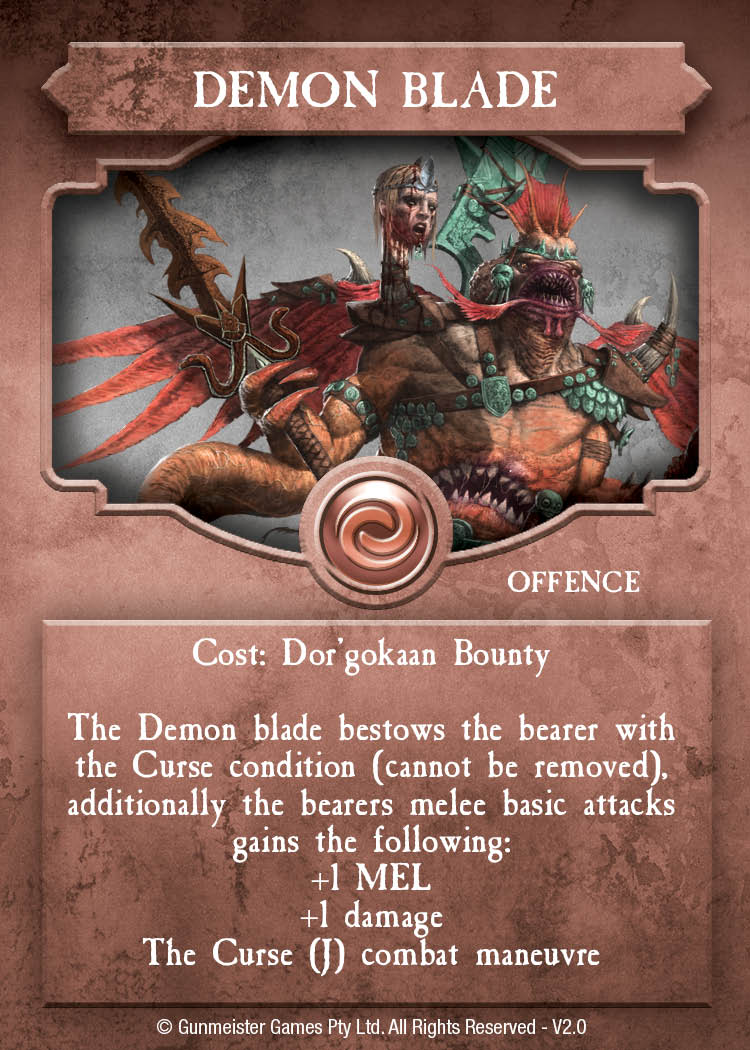 DEMON BLADE
OFFENCE
Cost: Dor'gokaan Bounty
The Demon blade bestows the bearer with
the Curse condition (cannot be removed),
additionally the bearers melee basic attacks
gains the following:
+1 MEL
+1 damage
The Curse (J) combat maneuvre
© Gunmeister Games Pty Ltd. All Rights Reserved - V2.0